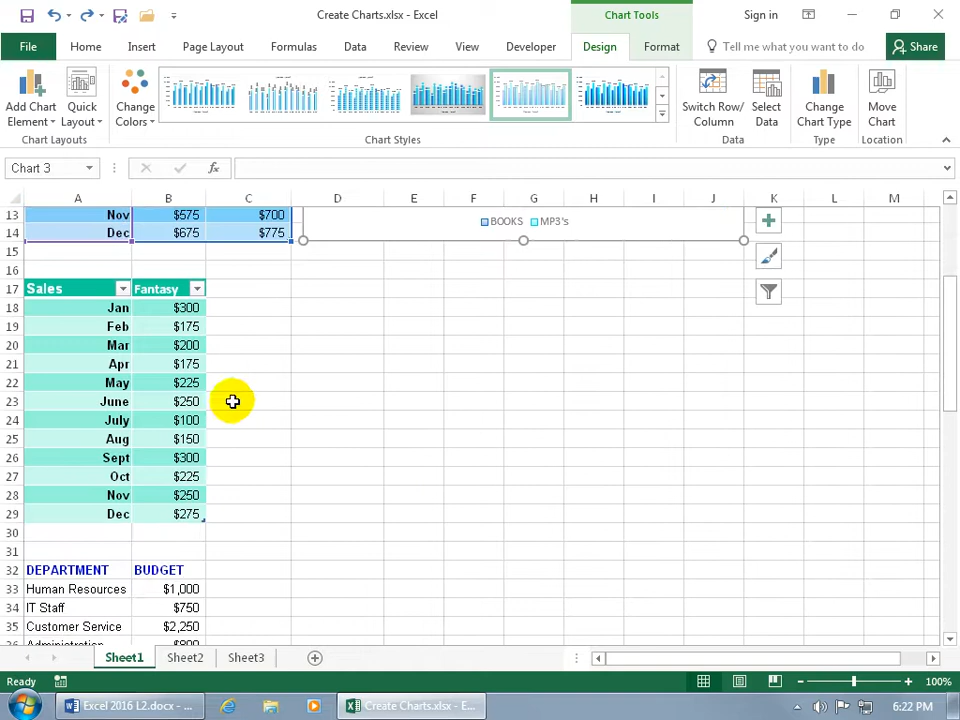 Create Charts.xlsx - Excel
Chart Tools
Sign in
File
Home
Insert
Page Layout
Formulas
Data
Review
View
Developer
Design
Format
Tell me what you want to do
Share
Add Chart Element
Quick Layout
Change Colors
Switch Row/ Column
Select Data
Change Chart Type
Move Chart
Chart Layouts
Chart Styles
Data
Type
Location
Chart 3
fx
A B C D E F G H I J K L M
13 Nov $575 $700
BOOKS MP3's
14 Dec $675 $775
15
16
17 Sales Fantasy
18 Jan $300
19 Feb $175
20 Mar $200
21 Apr $175
22 May $225
23 June $250
24 July $100
25 Aug $150
26 Sept $300
27 Oct $225
28 Nov $250
29 Dec $275
30
31
32 DEPARTMENT BUDGET
33 Human Resources $1,000
34 IT Staff $750
35 Customer Service $2,250
36 Administration $800
Sheet1 Sheet2 Sheet3
Ready
100%
Excel 2016 L2.docx - ...
Create Charts.xlsx - E...
6:22 PM